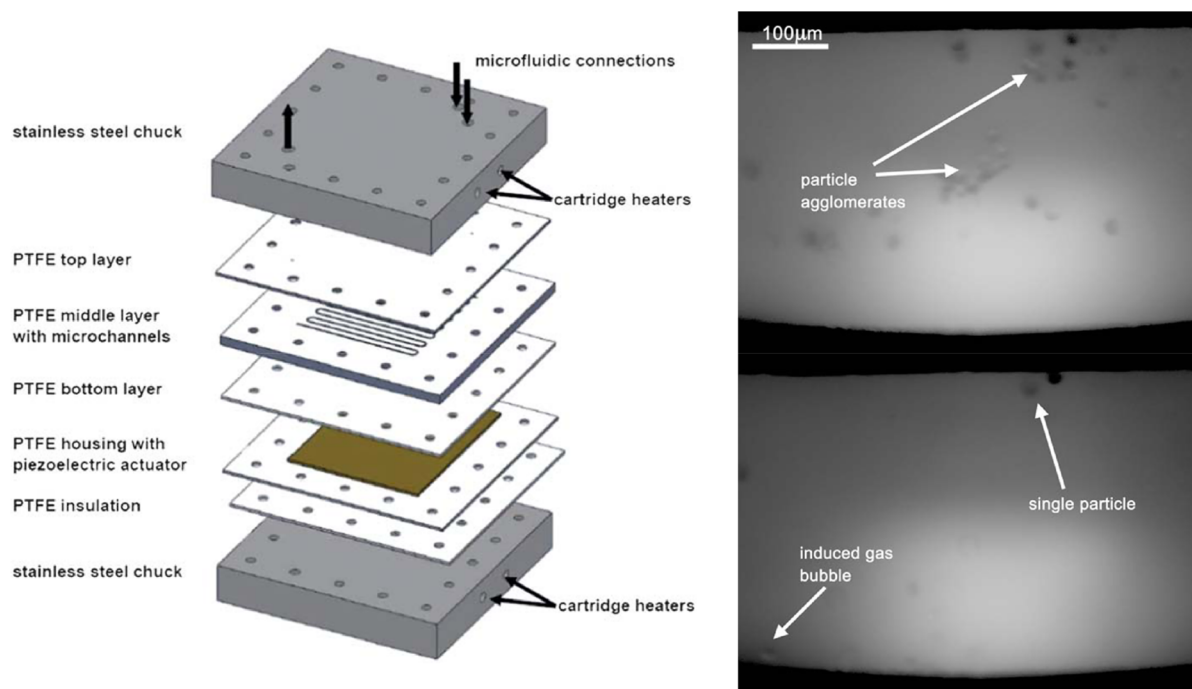 microfluidic connections
stainless steel chuck
cartridge heaters
PTFE top layer
PTFE middle layer
with microchannels
PTFE bottom layer
PTFE housing with
piezoelectric actuator
PTFE insulation
stainless steel chuck
cartridge heaters
100μm
particle
agglomerates
single particle
induced gas
bubble